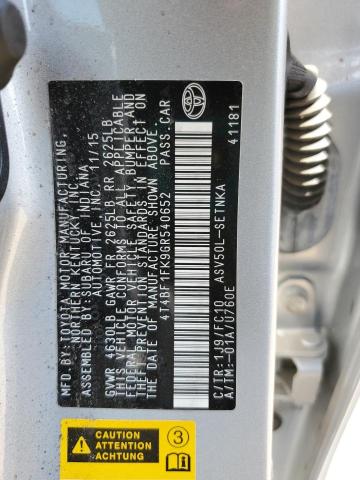 MFD. BY: TOYOTA MOTOR MANUFACTURING,
NORTHERN KENTUCKY, INC.
ASSEMBLED BY: SUBARU OF INDIANA
AUTOMOTIVE, INC. 11/15
GVWR 4630LB GAWR FR 2625LB RR 2625LB
THIS VEHICLE CONFORMS TO ALL APPLICABLE
FEDERAL MOTOR VEHICLE SAFETY, BUMPER, AND
THEFT PREVENTION STANDARDS IN EFFECT ON
THE DATE OF MANUFACTURE SHOWN ABOVE.
4T4BF1FK9GR540652 PASS.CAR
C/TR:1J9/FC10 ASV50L-SETNKA
A/TM:-01A/U760E 41181
CAUTION
ATTENTION
ACHTUNG
3